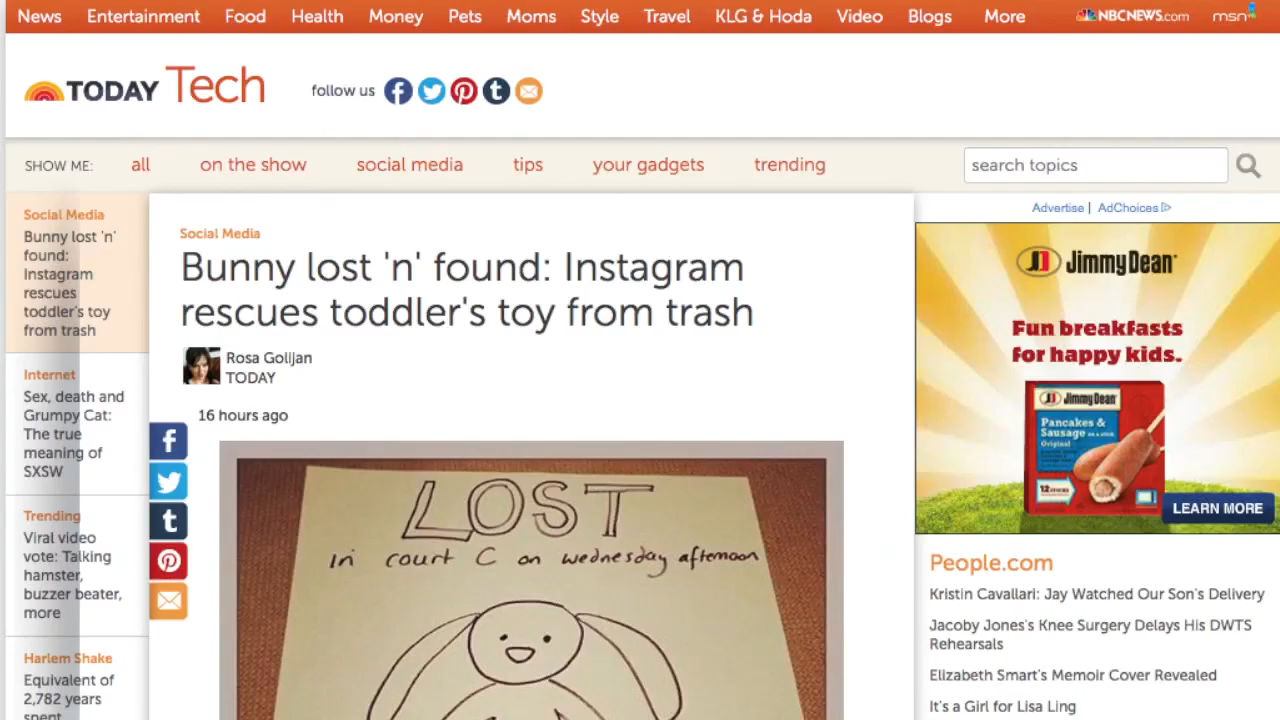 News Entertainment Food Health Money Pets Moms Style Travel KLG & Hoda Video Blogs More NBCNEWS.com msn
TODAY Tech
follow us
SHOW ME: all on the show social media tips your gadgets trending search topics
Social Media
Bunny lost 'n'
found:
Instagram
rescues
toddler's toy
from trash
Internet
Sex, death and
Grumpy Cat:
The true
meaning of
SXSW
Trending
Viral video
vote: Talking
hamster,
buzzer beater,
more
Harlem Shake
Equivalent of
2,782 years
spent
Social Media
Bunny lost 'n' found: Instagram
rescues toddler's toy from trash
Rosa Golijan
TODAY
16 hours ago
LOST
in court C on wednesday afternoon
Advertise | AdChoices
Jimmy Dean
Fun breakfasts
for happy kids.
Jimmy Dean
Pancakes &
Sausage on a stick
Original
12
LEARN MORE
People.com
Kristin Cavallari: Jay Watched Our Son's Delivery
Jacoby Jones's Knee Surgery Delays His DWTS
Rehearsals
Elizabeth Smart's Memoir Cover Revealed
It's a Girl for Lisa Ling